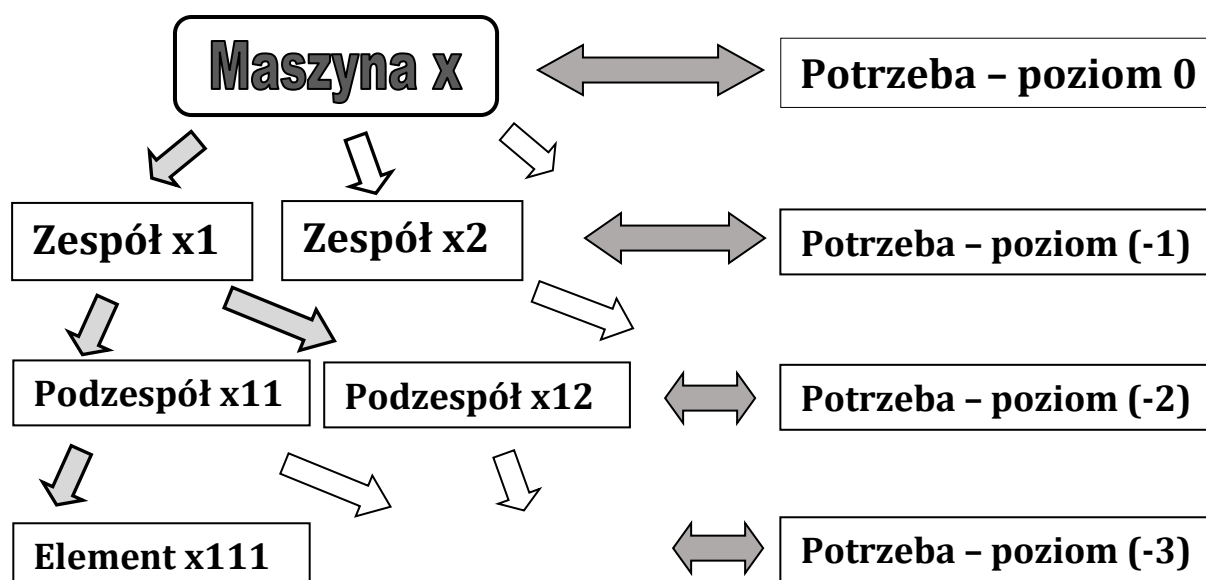 Maszyna x
Potrzeba – poziom 0
Zespół x1
Zespół x2
Potrzeba – poziom (-1)
Podzespół x11
Podzespół x12
Potrzeba – poziom (-2)
Element x111
Potrzeba – poziom (-3)